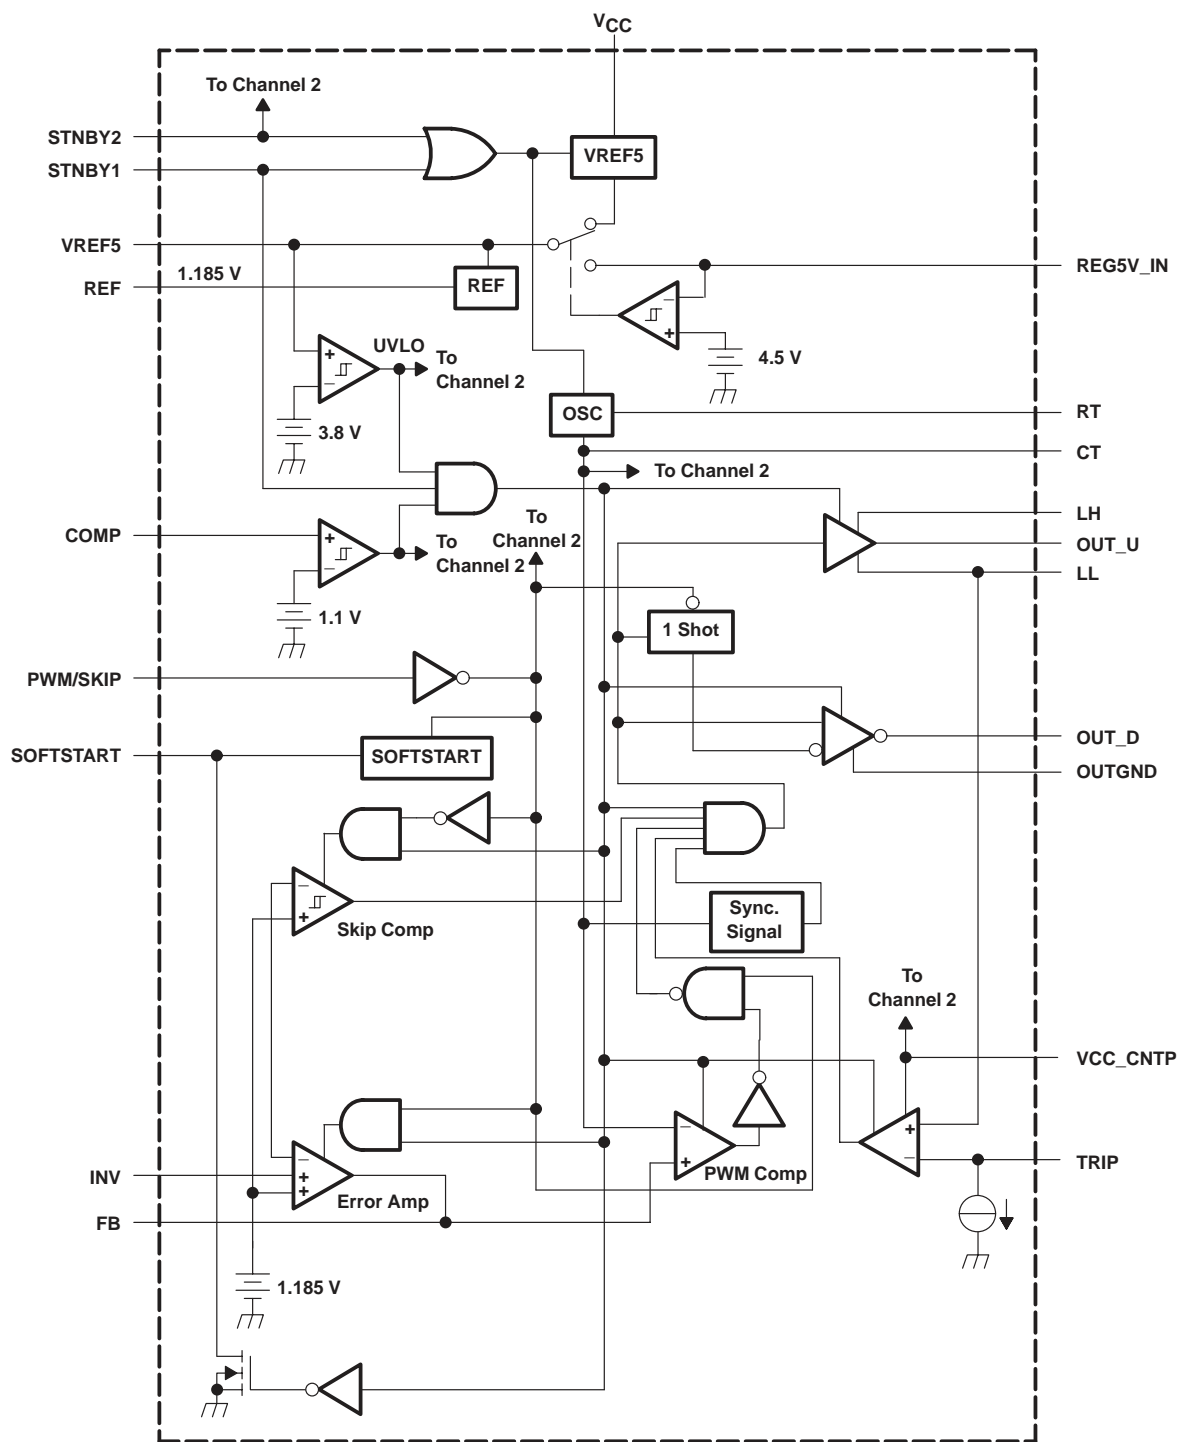 VCC
To Channel 2
STNBY2
STNBY1
VREF5
VREF5
REF
1.185 V
REF
REG5V_IN
UVLO
To
Channel 2
4.5 V
3.8 V
OSC
RT
CT
To Channel 2
COMP
To
Channel 2
To
Channel 2
LH
OUT_U
LL
1.1 V
1 Shot
PWM/SKIP
SOFTSTART
SOFTSTART
OUT_D
OUTGND
Skip Comp
Sync.
Signal
To
Channel 2
VCC_CNTP
PWM Comp
TRIP
INV
Error Amp
FB
1.185 V
+
−
+
−
−
+
−
+
−
+
+
−
+
+
−